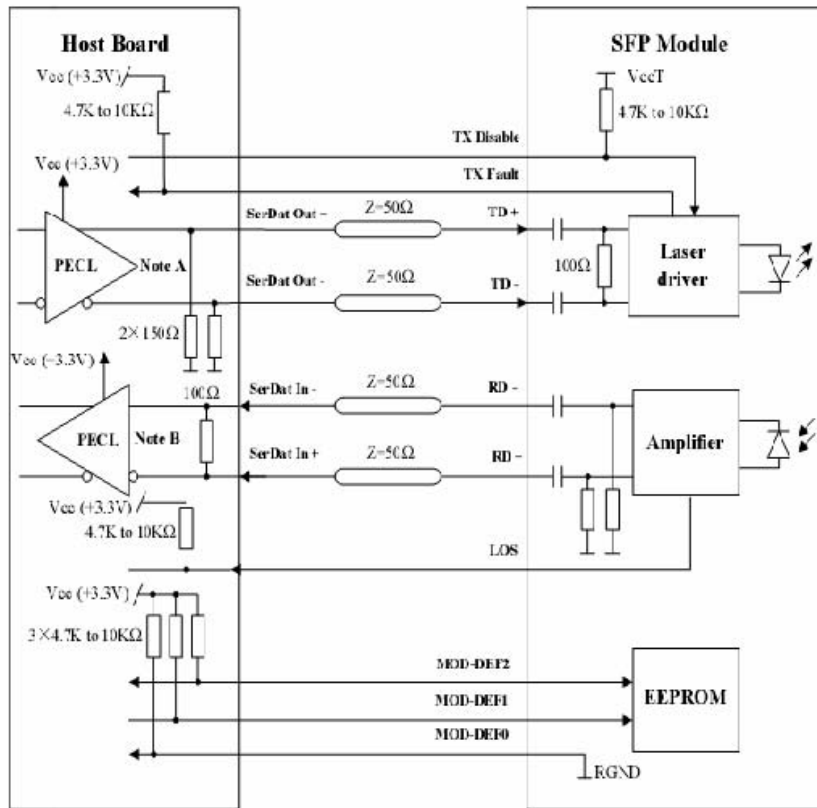 Host Board
SFP Module
Vcc (+3.3V)
4.7K to 10KΩ
VccT
4.7K to 10KΩ
TX Disable
Vcc (+3.3V)
TX Fault
SerDat Out -
Z=50Ω
TD +
PECL
Note A
100Ω
Laser
driver
SerDat Out -
Z=50Ω
TD -
2×150Ω
Vcc (-3.3V)
100Ω
SerDat In -
Z=50Ω
RD -
PECL
Note B
Amplifier
SerDat In +
Z=50Ω
RD -
Vcc (+3.3V)
4.7K to 10KΩ
LOS
Vcc (+3.3V)
3×4.7K to 10KΩ
MOD-DEF2
MOD-DEF1
EEPROM
MOD-DEF0
RGND